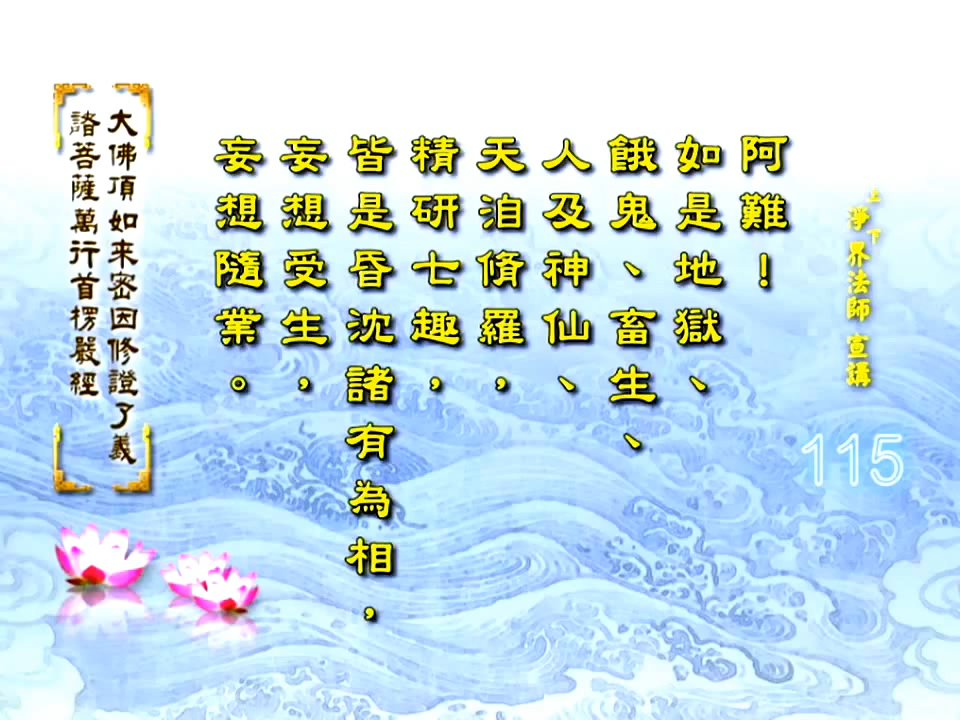 上淨下界法師 宣講
115
阿難！
如是地獄、
餓鬼、畜生、
人及神仙、
天洎脩羅，
精研七趣，
皆是昏沈諸有為相，
妄想受生，
妄想隨業。
大佛頂如來密因修證了義
諸菩薩萬行首楞嚴經